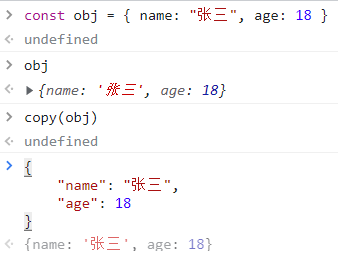 > const obj = { name: "张三", age: 18 }
undefined
> obj
{name: '张三', age: 18}
> copy(obj)
undefined
> {
"name": "张三",
"age": 18
}
{name: '张三', age: 18}